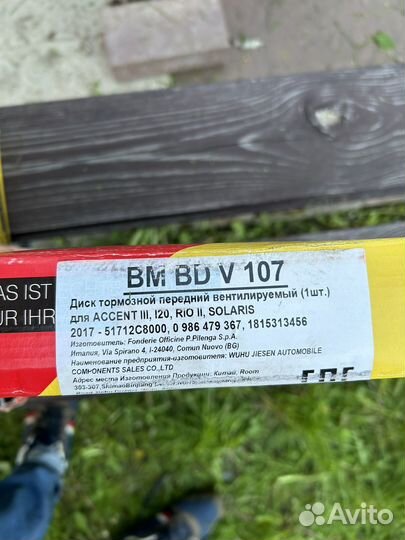 AS IST
UR IHR
BM BD V 107
Диск тормозной передний вентилируемый (1шт.)
для ACCENT III, I20, RIO II, SOLARIS
2017 - 51712C8000, 0 986 479 367, 1815313456
Изготовитель: Fonderie Officine P.Pilenga S.p.A.
Италия, Via Spirano 4, I-24040, Comun Nuovo (BG)
Наименование предприятия-изготовителя: WUHU JIESEN AUTOMOBILE
COMPONENTS SALES CO.,LTD
Адрес места Изготовления Продукции: Китай, Room
Avito